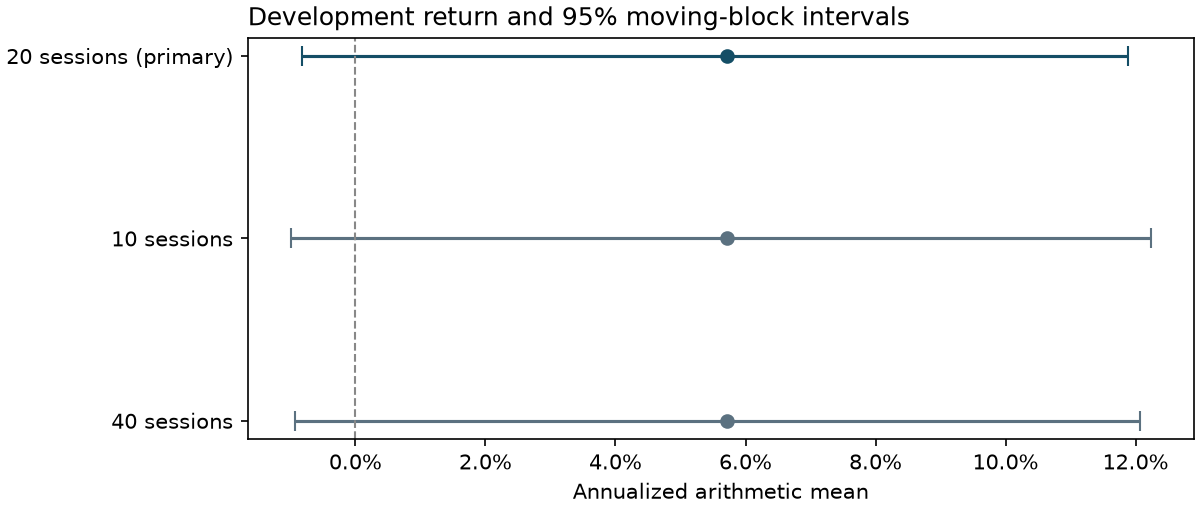 Development return and 95% moving-block intervals
20 sessions (primary)
10 sessions
40 sessions
0.0% 2.0% 4.0% 6.0% 8.0% 10.0% 12.0%
Annualized arithmetic mean